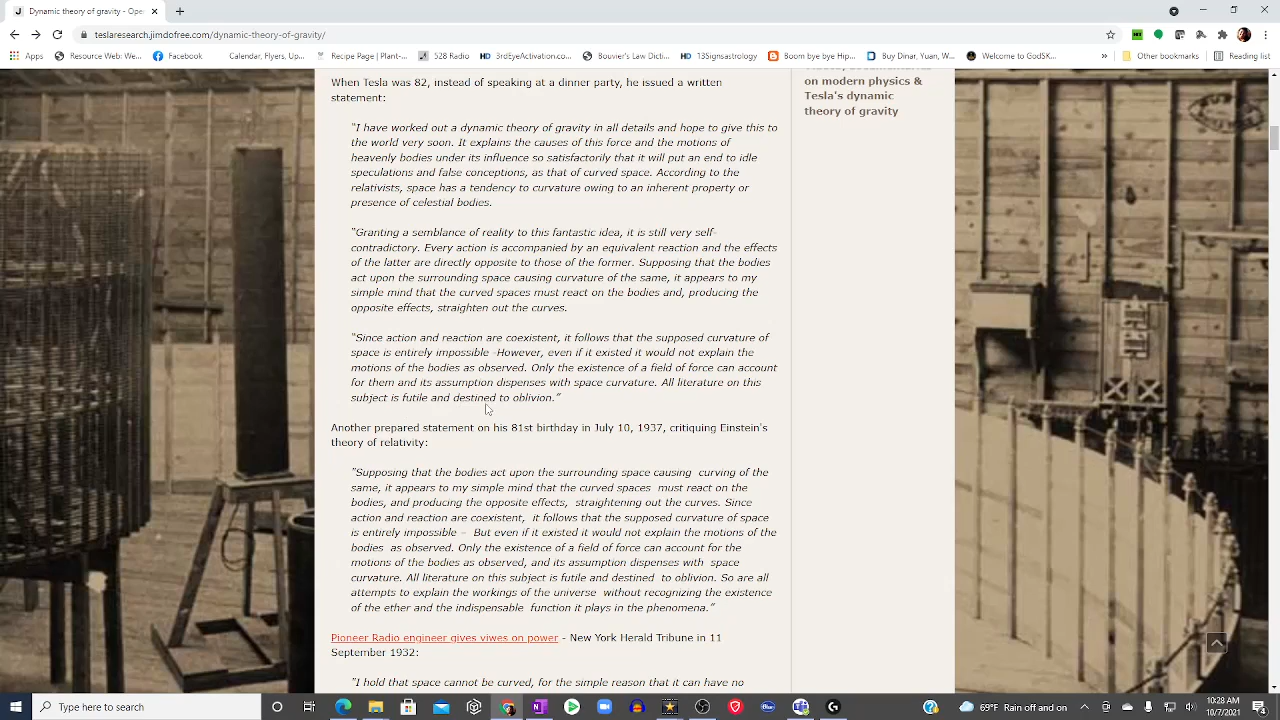 Dynamic theory of gravity - Ope
teslaresearch.jimdofree.com/dynamic-theory-of-gravity/
Apps
Resource Web: We...
Facebook
Calendar, Flyers, Up...
Recipe Page | Plant-...
528 Radio
HD 3rdEyeActivation...
Bouvier's Law Dict...
HD 13Signsastrology
Boom bye bye Hip...
Buy Dinar, Yuan, W...
Welcome to GodSK...
»
Other bookmarks
Reading list
When Tesla was 82, instead of speaking at a dinner party, he issued a written
statement:
"I have worked out a dynamic theory of gravity in all details and hope to give this to
the world very soon. It explains the causes of this force and the motions of
heavenly bodies under its influence so satisfactorily that it will put an end to idle
speculations and false conceptions, as that of curved space. According to the
relativists, space has a tendency to curvature owing to an inherent property or
presence of celestial bodies.
"Granting a semblance of reality to this fantastic idea, it is still very self-
contradictory. Every action is accompanied by an equivalent reaction and the effects
of the latter are directly opposite to those of the former. Supposing that the bodies
act upon the surrounding space causing curvature of the same, it appears to my
simple mind that the curved spaces must react on the bodies and, producing the
opposite effects, straighten out the curves.
"Since action and reaction are coexistent, it follows that the supposed curvature of
space is entirely impossible -However, even if it existed it would not explain the
motions of the bodies as observed. Only the existence of a field of force can account
for them and its assumption dispenses with space curvature. All literature on this
subject is futile and destined to oblivion."
Another prepared statement on his 81st birthday in July 10, 1937, critiquing Einstein's
theory of relativity:
"Supposing that the bodies act upon the surrounding space causing curving of the
same, it appears to my simple mind that the curved spaces must react on the
bodies, and producing the opposite effects, straightening out the curves. Since
action and reaction are coexistent, it follows that the supposed curvature of space
is entirely impossible - But even if it existed it would not explain the motions of the
bodies as observed. Only the existence of a field of force can account for the
motions of the bodies as observed, and its assumption dispenses with space
curvature. All literature on this subject is futile and destined to oblivion. So are all
attempts to explain the workings of the universe without recognizing the existence
of the ether and the indispensable function it plays in the phenomena."
Pioneer Radio engineer gives viwes on power - New York Herald Tribune in 11
September 1932:
"I hold that space cannot be curved, for the simple reason that it can have no
on modern physics &
Tesla's dynamic
theory of gravity
Type here to search
50% off on Encanto
10:28 AM
10/7/2021